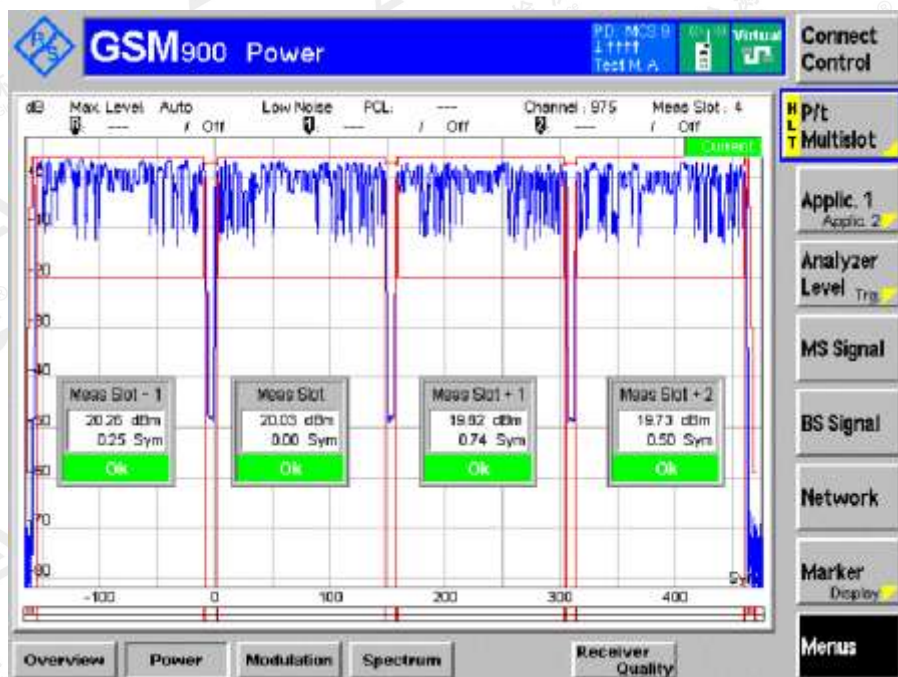 GSM900 Power
PD: MCS 9
Test M. A
Virtual
Connect Control
dB Max. Level Auto Low Noise PCL: --- Channel : 975 Meas Slot : 4
0 --- / Off 1 --- / Off 2 --- / Off
Current
H L T
P/t Multislot
Applic. 1
Applic. 2
Analyzer Level
Trg.
MS Signal
BS Signal
Network
Marker
Display
Menus
-10
-20
-30
-40
-50
-60
-70
-80
Meas Slot - 1
20.26 dBm
0.25 Sym
Ok
Meas Slot
20.03 dBm
0.00 Sym
Ok
Meas Slot + 1
19.92 dBm
0.74 Sym
Ok
Meas Slot + 2
19.73 dBm
0.50 Sym
Ok
-100 0 100 200 300 400
Overview Power Modulation Spectrum Receiver Quality